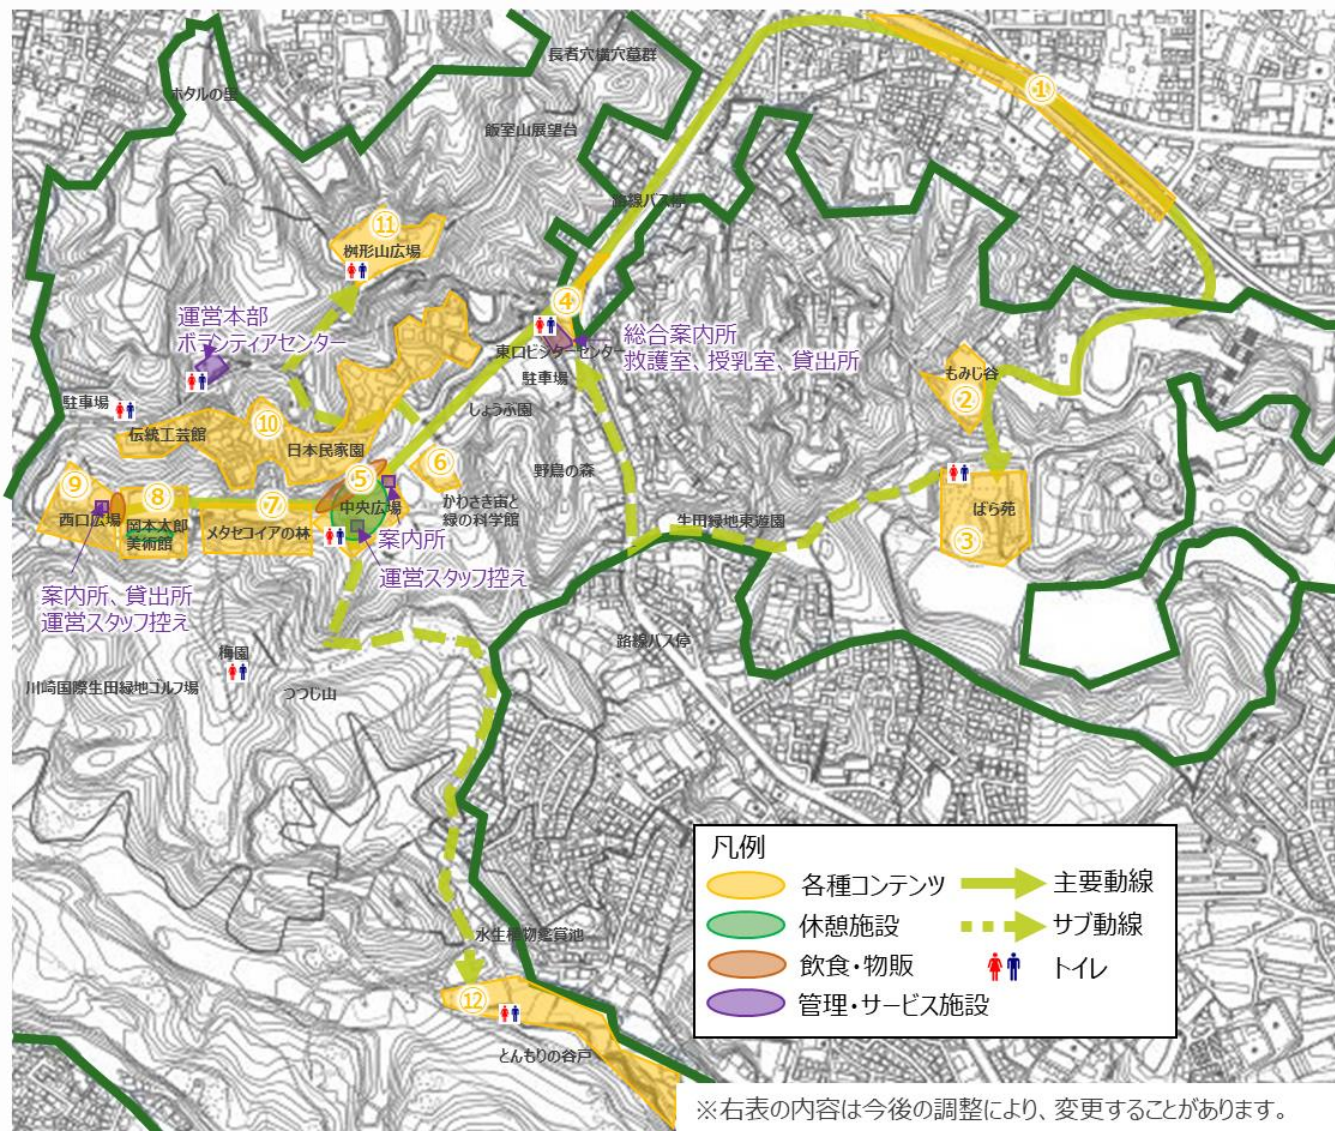 長者穴横穴墓群
①
ホタルの里
飯室山展望台
路線バス停
⑪
桝形山広場
④
運営本部
ボランティアセンター
総合案内所
救護室、授乳室、貸出所
東口ビジターセンター
駐車場
もみじ谷
②
駐車場
しょうぶ園
伝統工芸館
⑩
日本民家園
⑥
野鳥の森
⑨
⑧
⑦
⑤
西口広場
岡本太郎
美術館
メタセコイアの林
中央広場
かわさき宙と
緑の科学館
生田緑地東遊園
ばら苑
③
案内所
運営スタッフ控え
案内所、貸出所
運営スタッフ控え
路線バス停
梅園
川崎国際生田緑地ゴルフ場
つつじ山
水生植物鑑賞池
⑫
とんもりの谷戸
凡例
各種コンテンツ
主要動線
休憩施設
サブ動線
飲食・物販
トイレ
管理・サービス施設
※右表の内容は今後の調整により、変更することがあります。